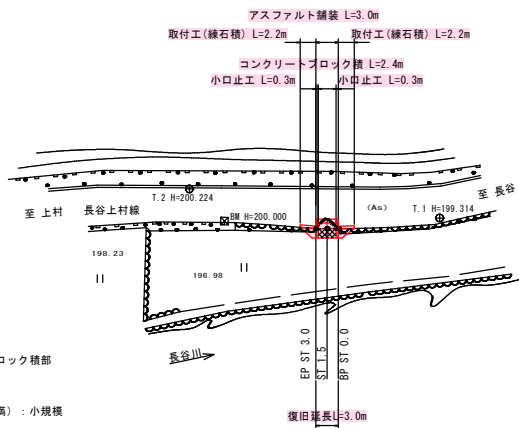 アスファルト舗装 L=3.0m
取付工(練石積) L=2.2m
取付工(練石積) L=2.2m
コンクリートブロック積 L=2.4m
小口止工 L=0.3m
小口止工 L=0.3m
至 上村
長谷上村線
T.2 H=200.224
BM H=200.000
(As)
T.1 H=199.314
至 長谷
198.23
196.98
長谷川
EP ST 3.0
ST 1.5
BP ST 0.0
ロック積部
満）：小規模
復旧延長L=3.0m